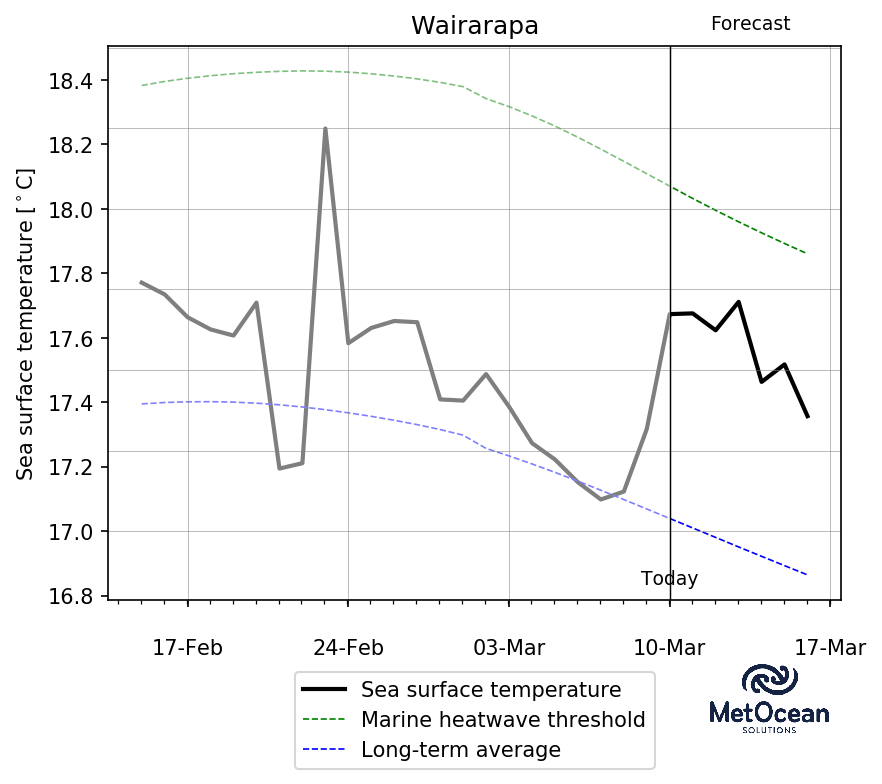 Wairarapa
Forecast
Sea surface temperature [°C]
18.4
18.2
18.0
17.8
17.6
17.4
17.2
17.0
16.8
Today
17-Feb
24-Feb
03-Mar
10-Mar
17-Mar
Sea surface temperature
Marine heatwave threshold
Long-term average
MetOcean
SOLUTIONS